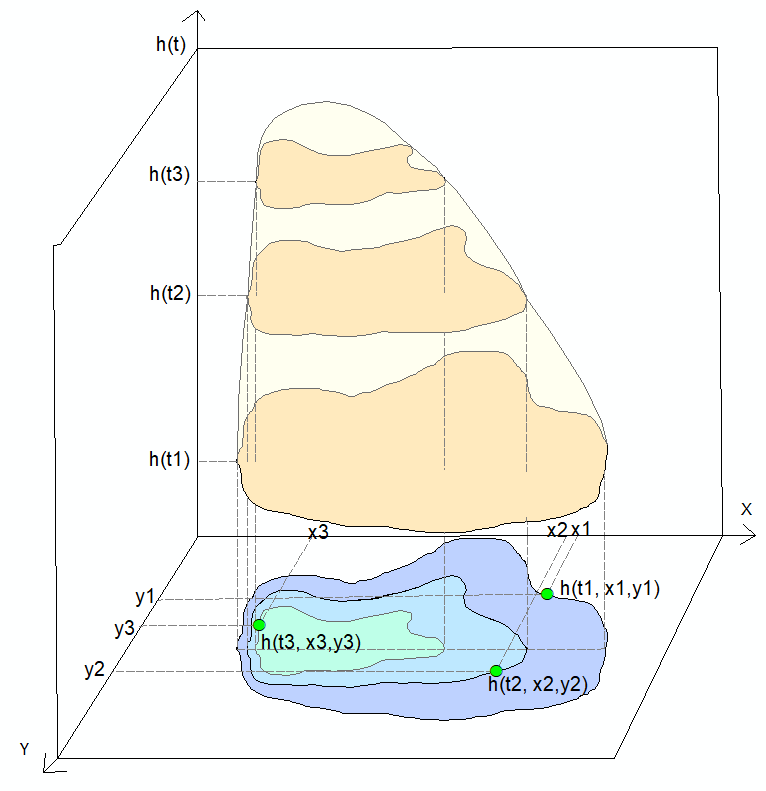 h(t)
h(t3)
h(t2)
h(t1)
X
x3
x2 x1
y1
h(t1, x1,y1)
y3
h(t3, x3,y3)
y2
h(t2, x2,y2)
Y